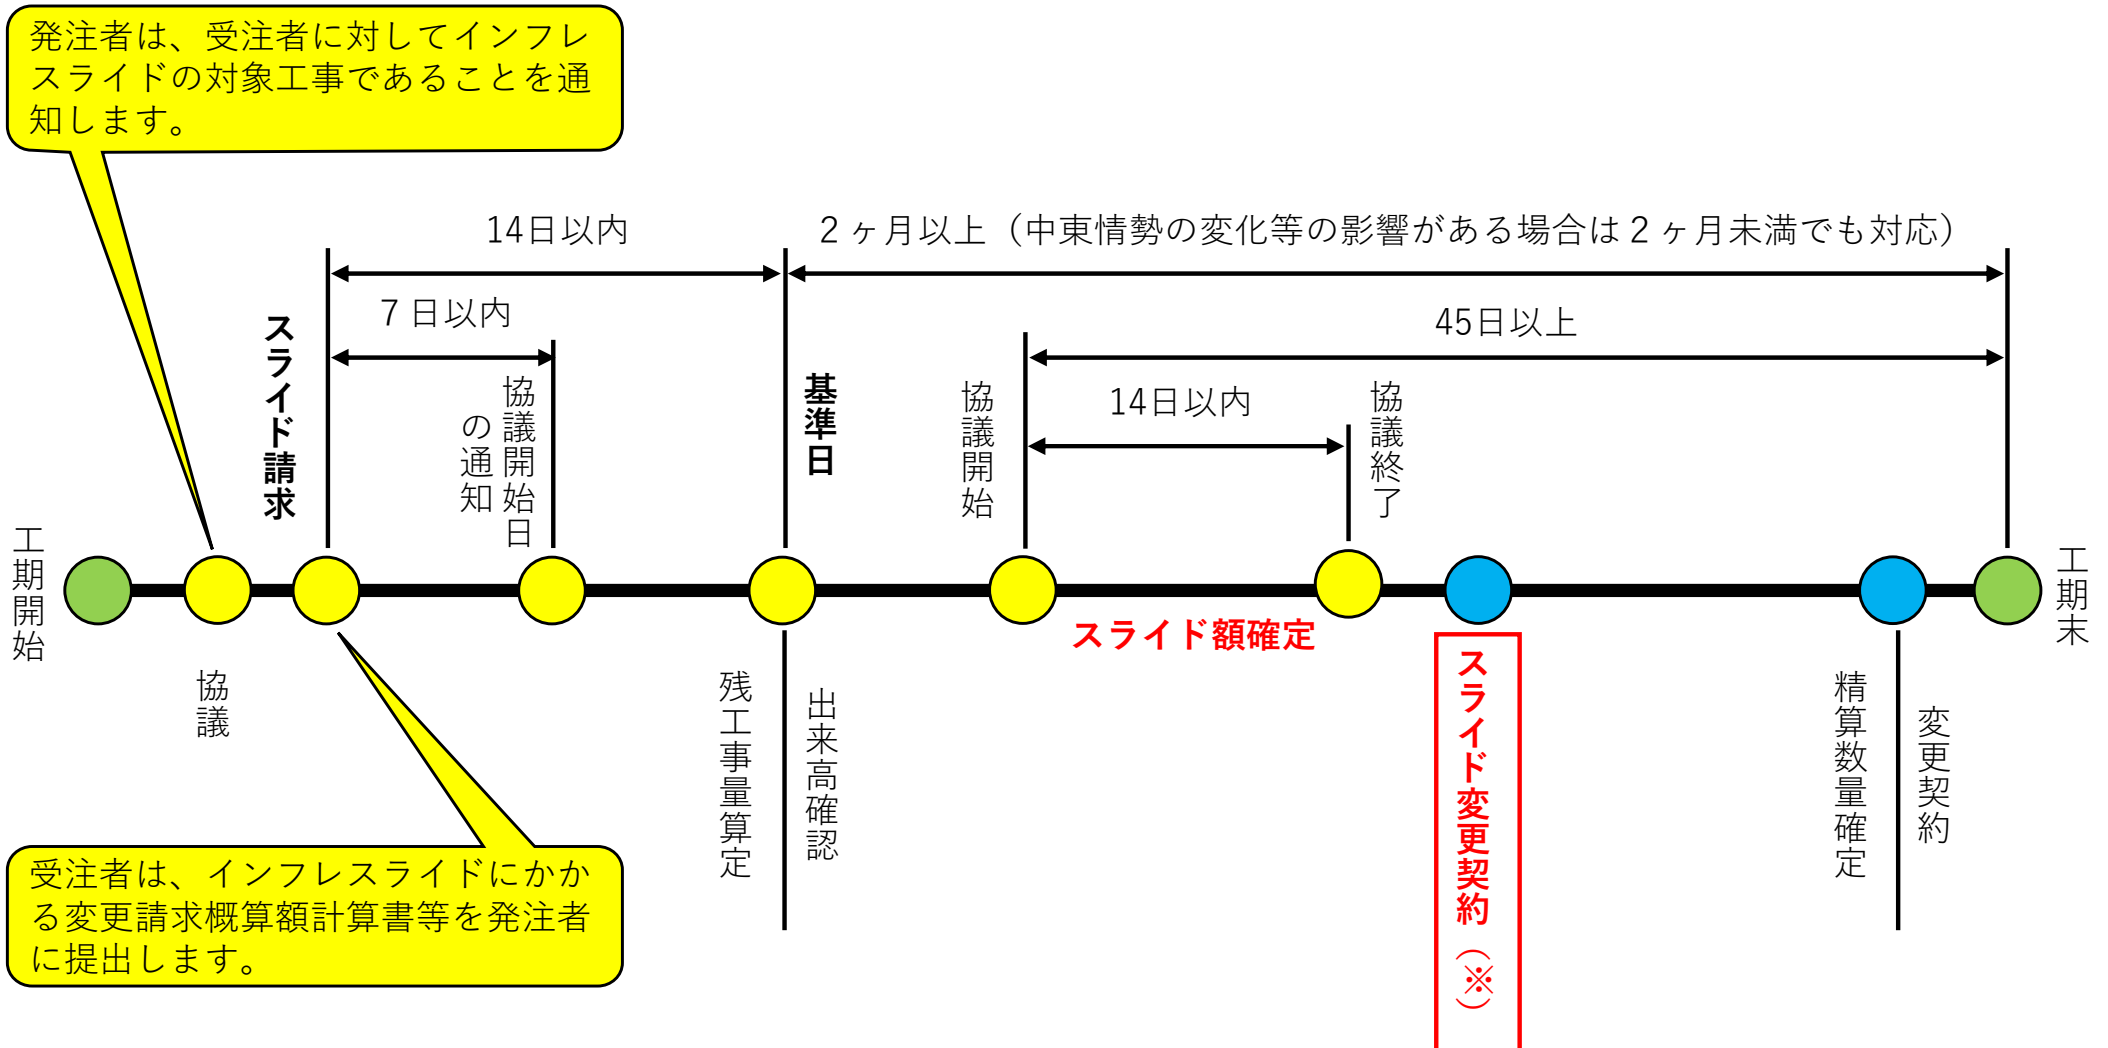 発注者は、受注者に対してインフレ
スライドの対象工事であることを通
知します。
14日以内
２ヶ月以上（中東情勢の変化等の影響がある場合は２ヶ月未満でも対応）
７日以内
45日以上
14日以内
工期開始
協議
スライド請求
協議開始日
の通知
基準日
残工事量算定
出来高確認
協議開始
スライド額確定
協議終了
スライド変更契約（※）
精算数量確定
変更契約
工期末
受注者は、インフレスライドにかか
る変更請求概算額計算書等を発注者
に提出します。